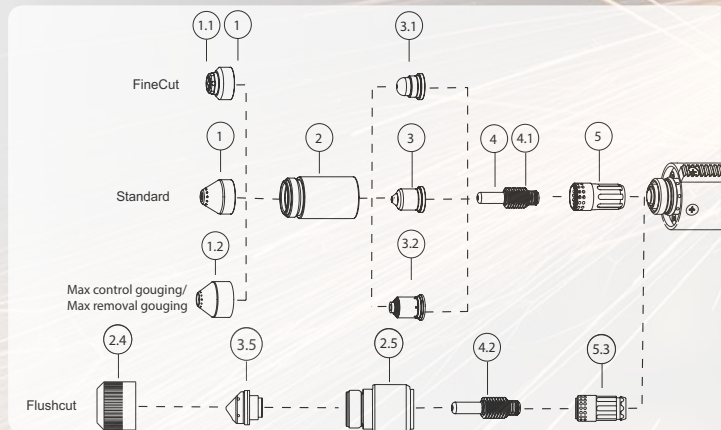 1.1 1 3.1
FineCut
1 2 3 4 4.1 5
Standard
1.2 3.2
Max control gouging/
Max removal gouging
2.4 3.5 2.5 4.2 5.3
Flushcut